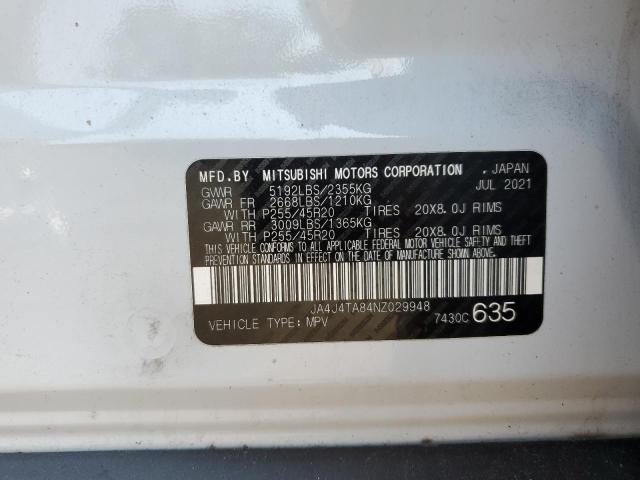 MFD.BY MITSUBISHI MOTORS CORPORATION . JAPAN
GVWR 5192LBS/2355KG JUL 2021
GAWR FR 2668LBS/1210KG
WITH P255/45R20 TIRES 20X8.0J RIMS
GAWR RR 3009LBS/1365KG
WITH P255/45R20 TIRES 20X8.0J RIMS
THIS VEHICLE CONFORMS TO ALL APPLICABLE FEDERAL MOTOR VEHICLE SAFETY AND
THEFT PREVENTION STANDARDS IN EFFECT ON THE DATE OF MANUFACTURE SHOWN ABOVE.
JA4J4TA84NZ029948
VEHICLE TYPE: MPV 7430C 635